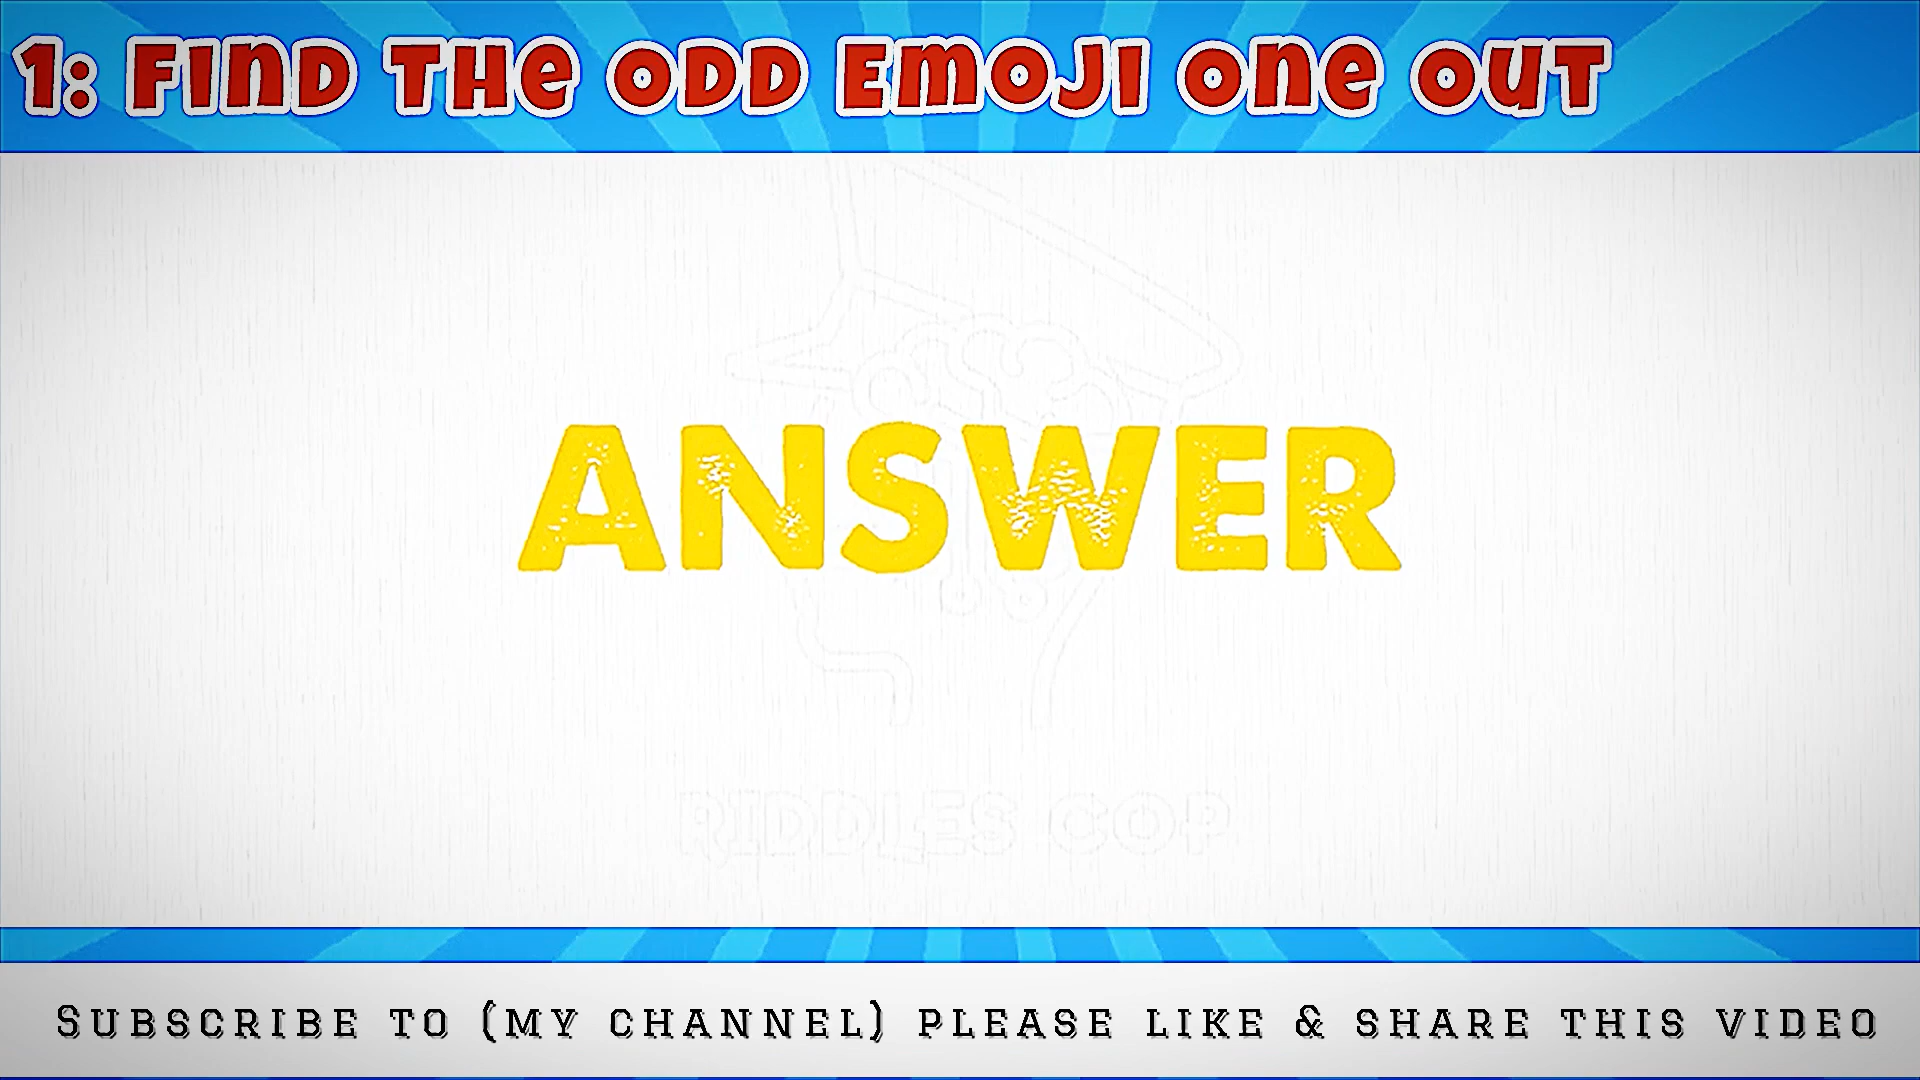 1: FIND THE ODD EMOJI ONE OUT
ANSWER
RIDDLES COP
SUBSCRIBE TO (MY CHANNEL) PLEASE LIKE & SHARE THIS VIDEO